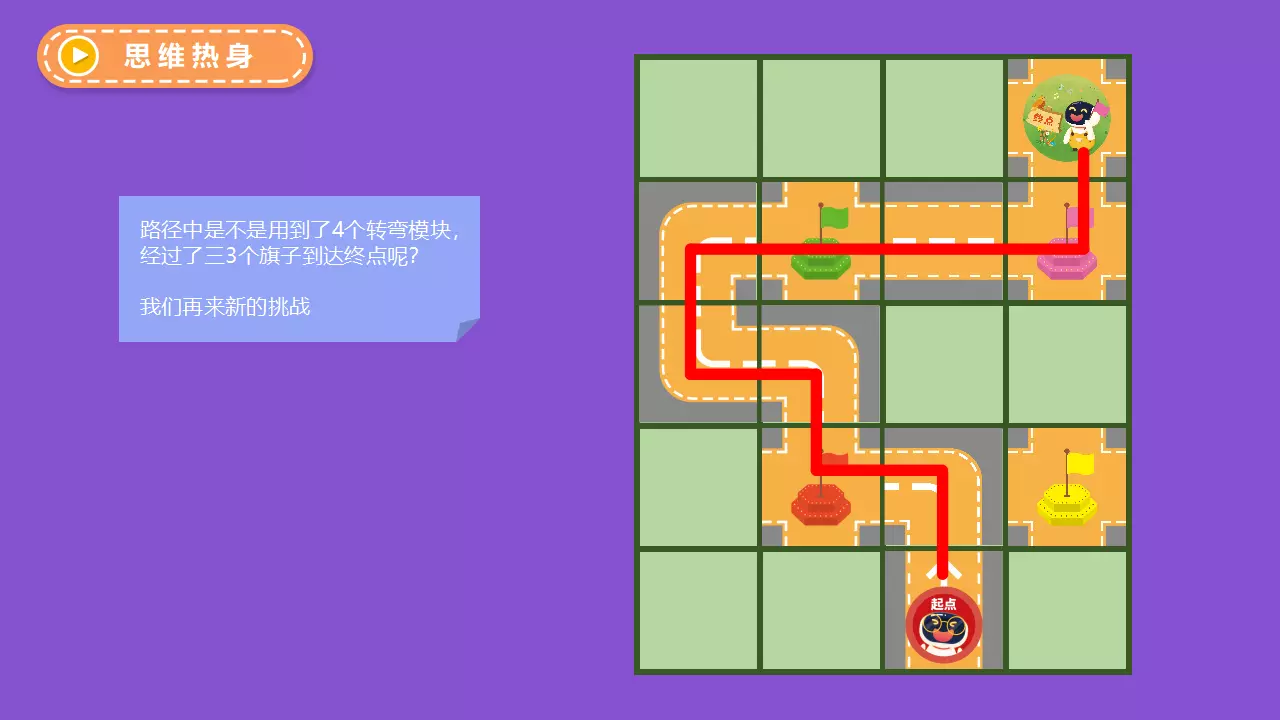 思维热身
终点
路径中是不是用到了4个转弯模块，
经过了三3个旗子到达终点呢?
我们再来新的挑战
起点